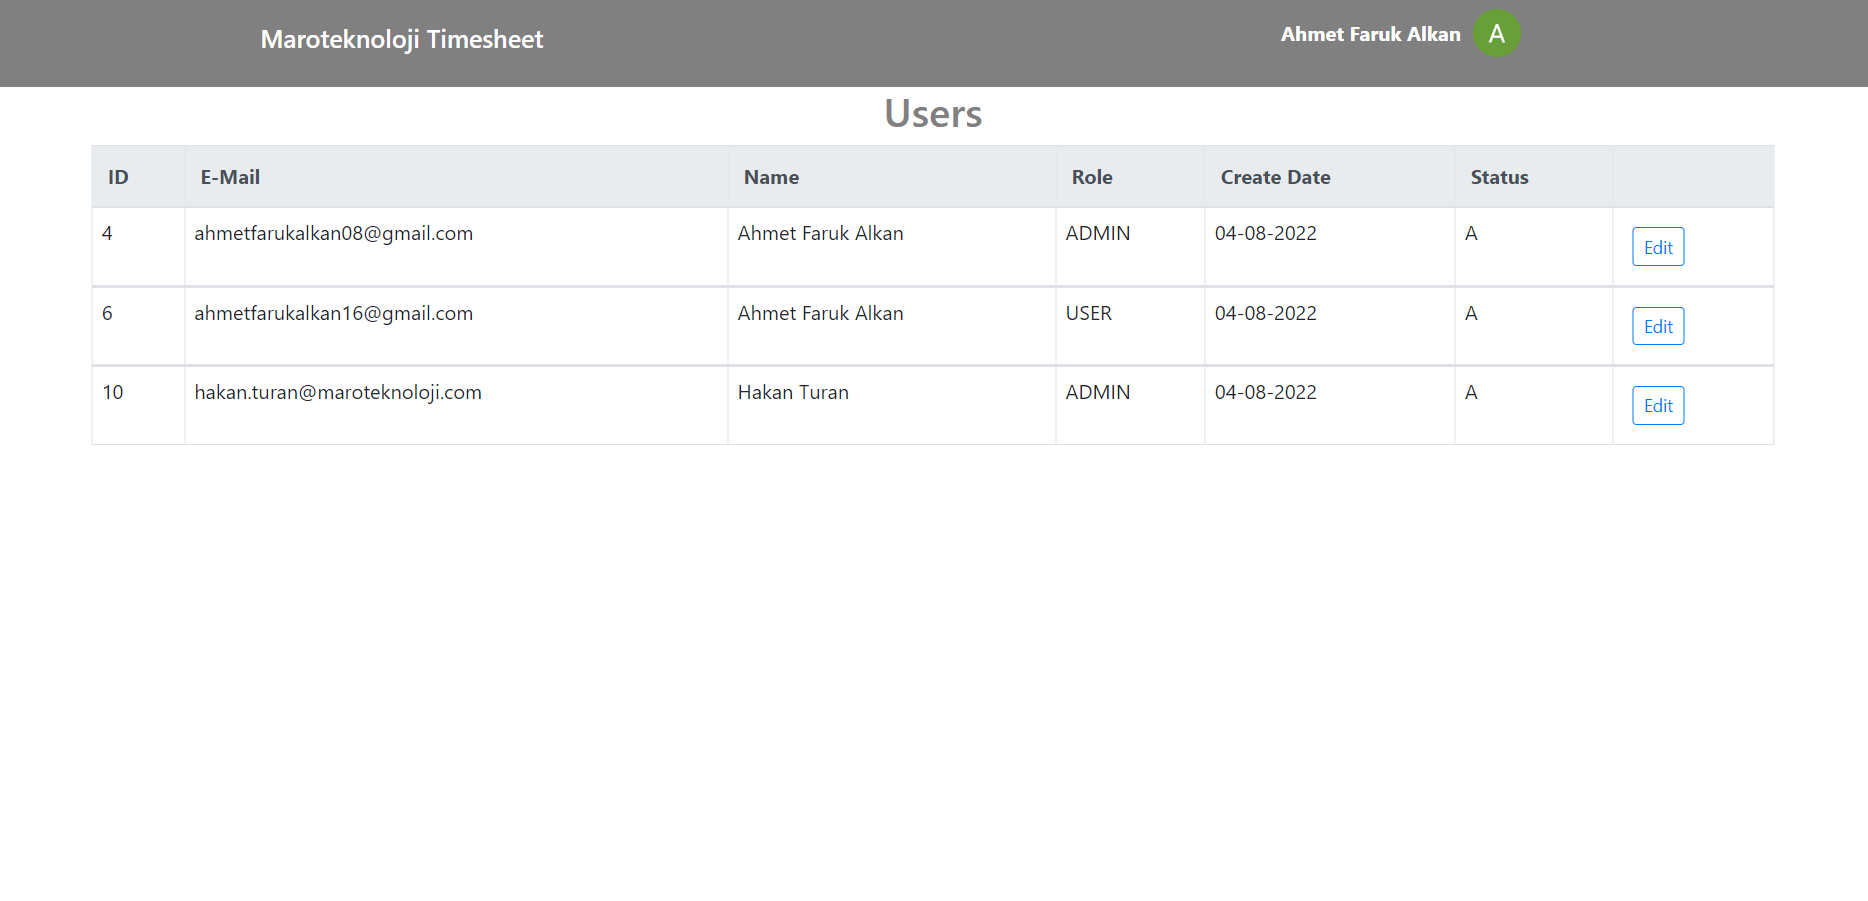 Maroteknoloji Timesheet
Ahmet Faruk Alkan A
Users
ID E-Mail Name Role Create Date Status
4 ahmetfarukalkan08@gmail.com Ahmet Faruk Alkan ADMIN 04-08-2022 A Edit
6 ahmetfarukalkan16@gmail.com Ahmet Faruk Alkan USER 04-08-2022 A Edit
10 hakan.turan@maroteknoloji.com Hakan Turan ADMIN 04-08-2022 A Edit